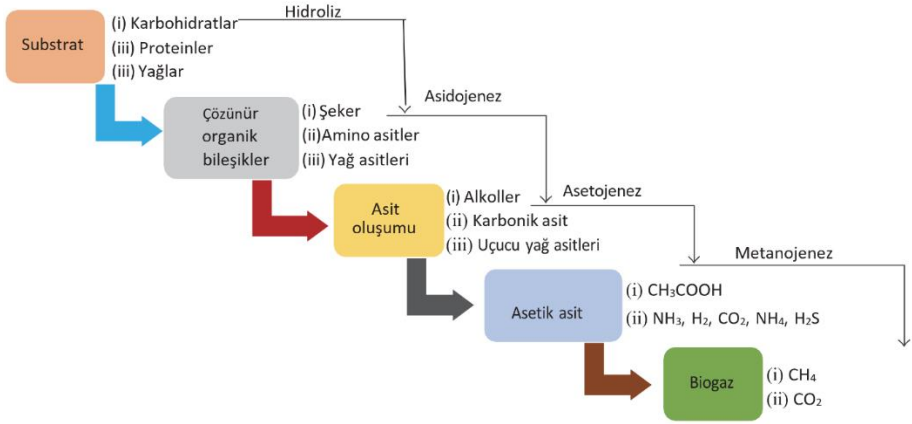 Hidroliz
Substrat
(i) Karbohidratlar
(iii) Proteinler
(iii) Yağlar
Asidojenez
Çözünür
organik
bileşikler
(i) Şeker
(ii)Amino asitler
(iii) Yağ asitleri
Asetojenez
Asit
oluşumu
(i) Alkoller
(ii) Karbonik asit
(iii) Uçucu yağ asitleri
Metanojenez
Asetik asit
(i) CH₃COOH
(ii) NH₃, H₂, CO₂, NH₄, H₂S
Biogaz
(i) CH₄
(ii) CO₂